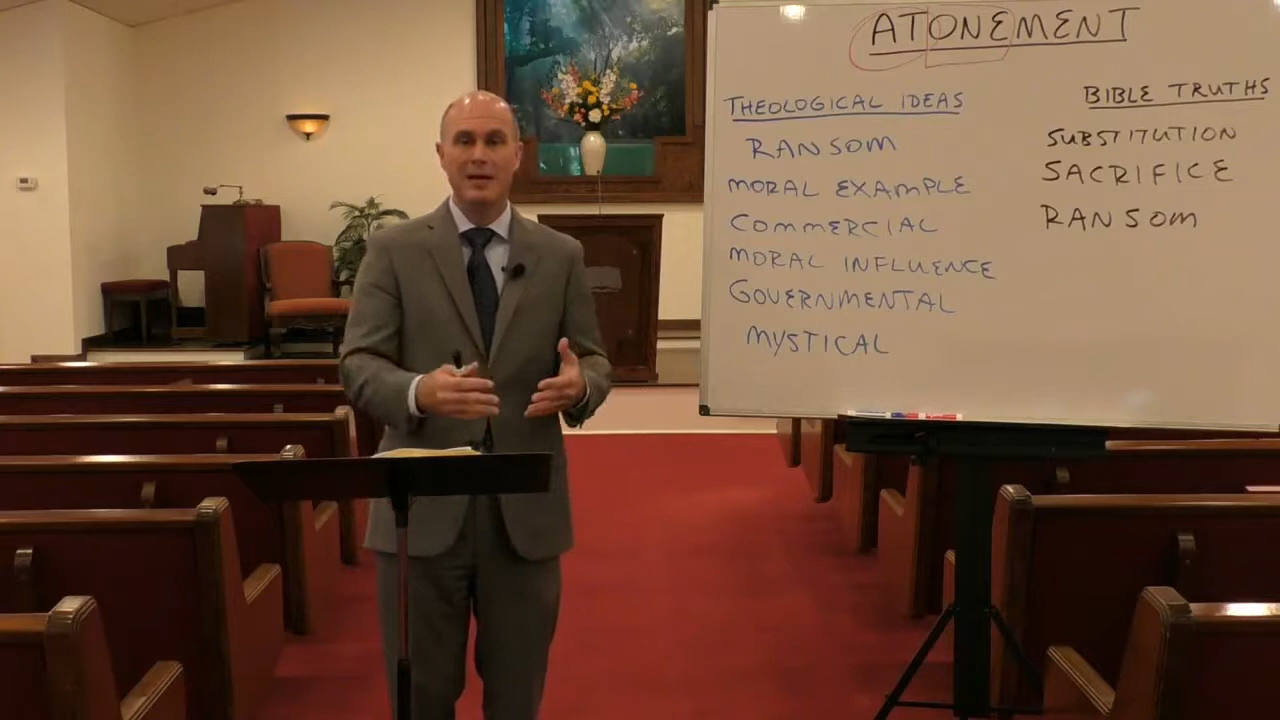 ATONEMENT
THEOLOGICAL IDEAS
RANSOM
MORAL EXAMPLE
COMMERCIAL
MORAL INFLUENCE
GOVERNMENTAL
MYSTICAL
BIBLE TRUTHS
SUBSTITUTION
SACRIFICE
RANSOM